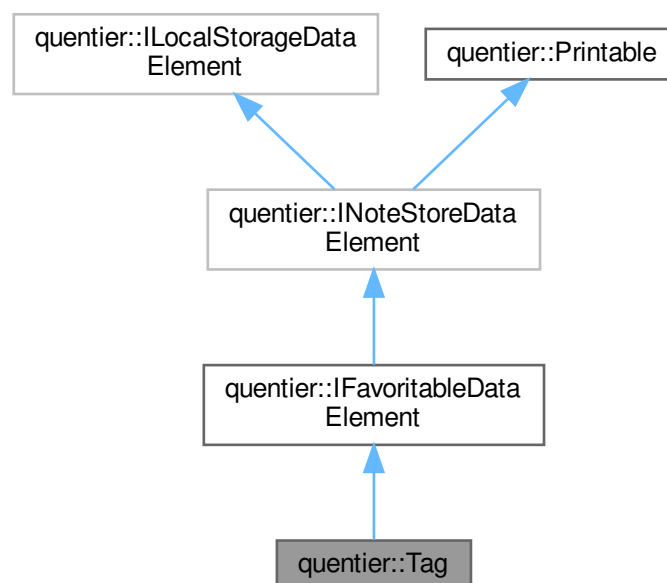 quentier::ILocalStorageData
Element
quentier::Printable
quentier::INoteStoreData
Element
quentier::IFavoritableData
Element
quentier::Tag